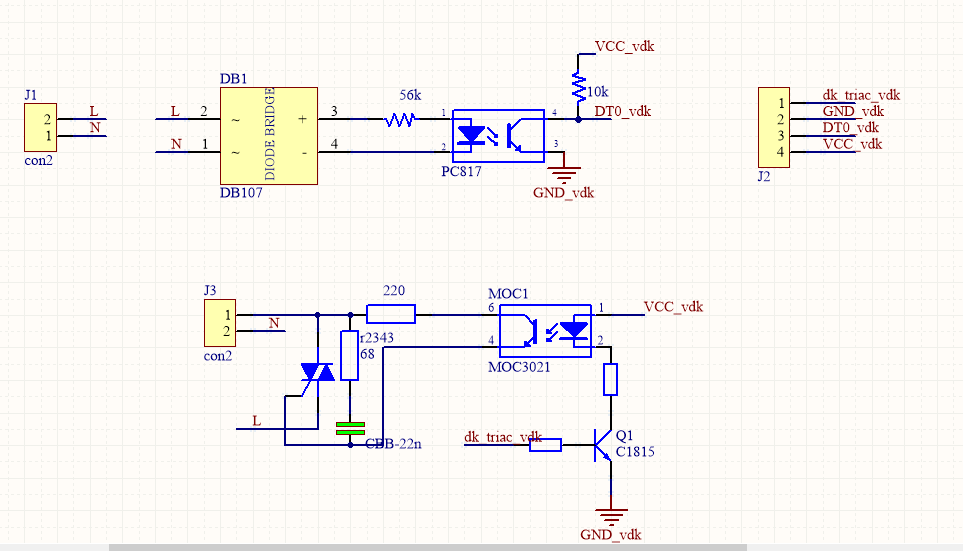 VCC_vdk
DB1
J1
56k
10k
dk_triac_vdk
L
L
2
3
1
4
DT0_vdk
1
GND_vdk
2
~
+
2
N
DT0_vdk
1
3
N
1
~
-
4
2
3
VCC_vdk
4
con2
DIODE BRIDGE
PC817
J2
DB107
GND_vdk
J3
220
MOC1
1
6
1
VCC_vdk
2
N
r2343
4
2
con2
68
MOC3021
L
CBB-22n
dk_triac_vdk
Q1
C1815
GND_vdk